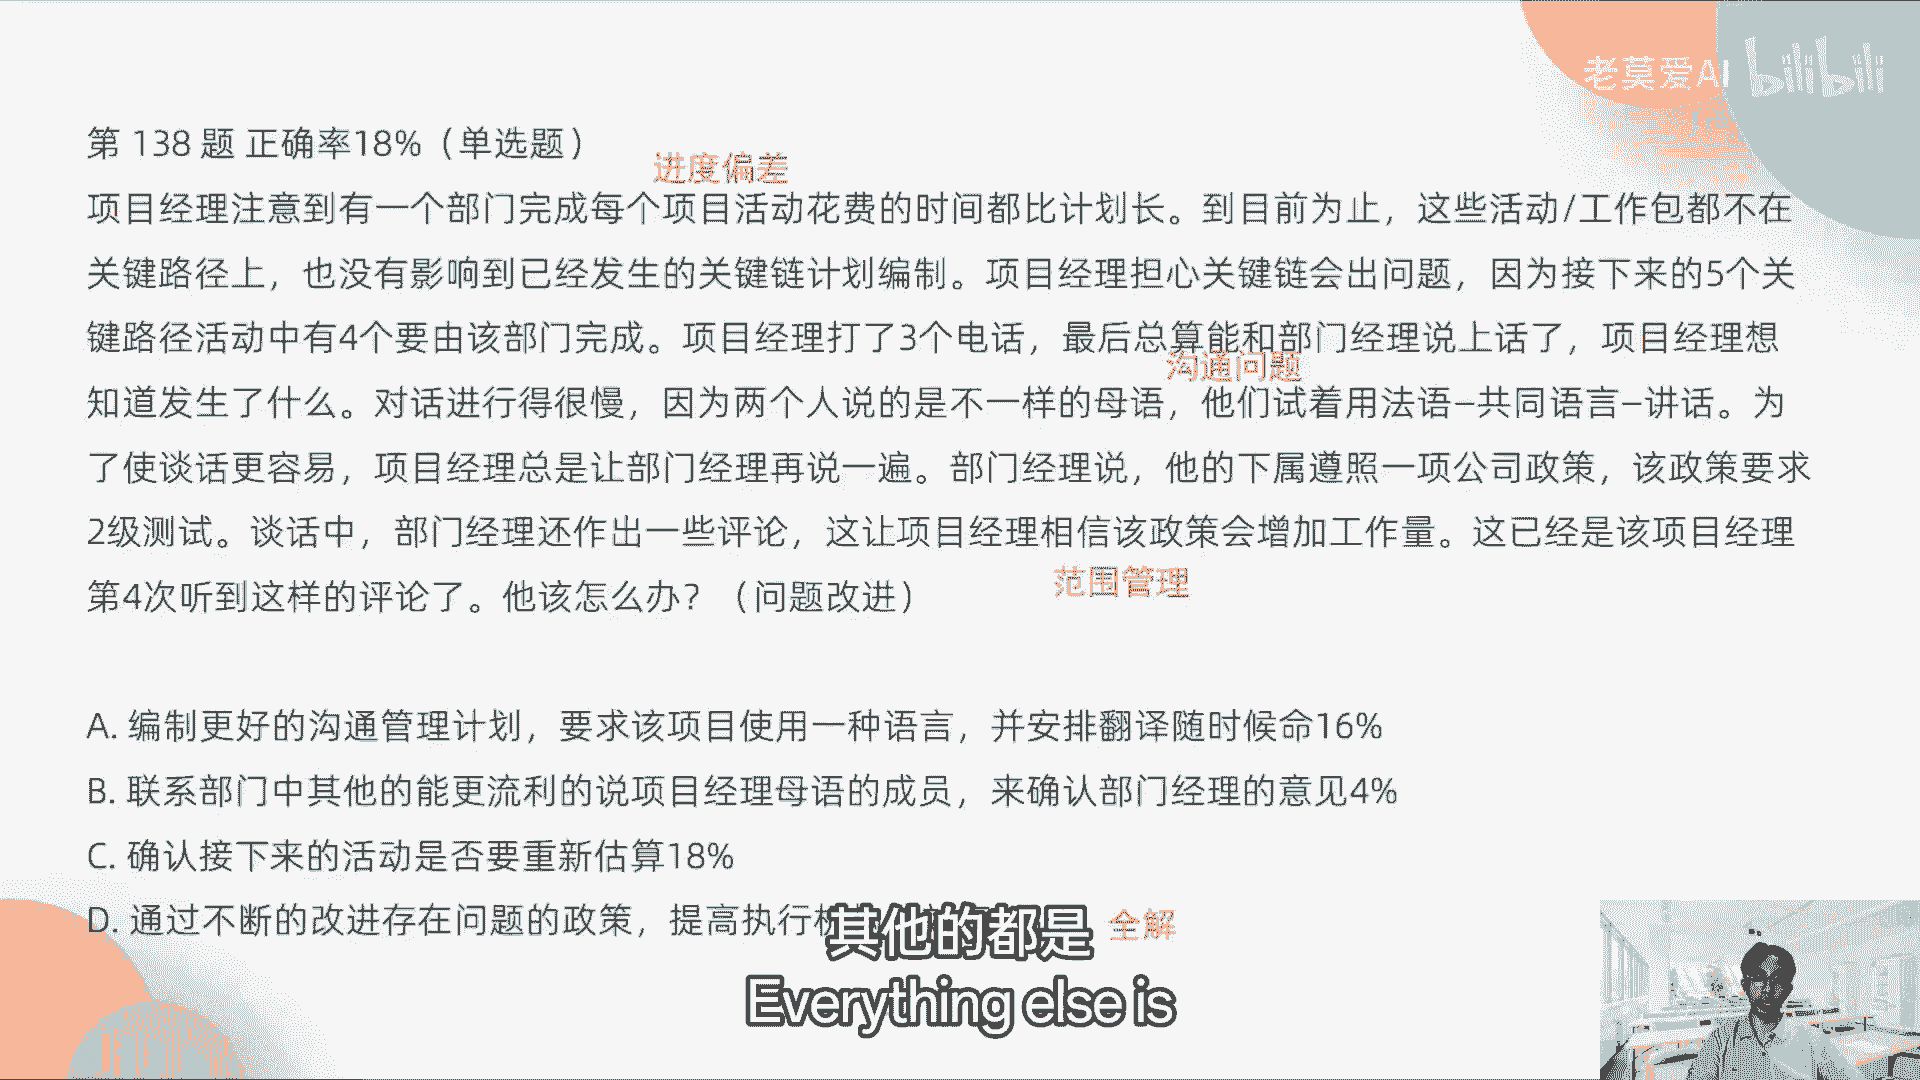 老莫爱AI bilibili
第 138 题 正确率18%（单选题）
进度偏差
项目经理注意到有一个部门完成每个项目活动花费的时间都比计划长。到目前为止，这些活动/工作包都不在
关键路径上，也没有影响到已经发生的关键链计划编制。项目经理担心关键链会出问题，因为接下来的5个关
键路径活动中有4个要由该部门完成。项目经理打了3个电话，最后总算能和部门经理说上话了，项目经理想
沟通问题
知道发生了什么。对话进行得很慢，因为两个人说的是不一样的母语，他们试着用法语–共同语言–讲话。为
了使谈话更容易，项目经理总是让部门经理再说一遍。部门经理说，他的下属遵照一项公司政策，该政策要求
2级测试。谈话中，部门经理还作出一些评论，这让项目经理相信该政策会增加工作量。这已经是该项目经理
范围管理
第4次听到这样的评论了。他该怎么办？（问题改进）
A. 编制更好的沟通管理计划，要求该项目使用一种语言，并安排翻译随时候命16%
B. 联系部门中其他的能更流利的说项目经理母语的成员，来确认部门经理的意见4%
C. 确认接下来的活动是否要重新估算18%
D. 通过不断的改进存在问题的政策，提高执行 全解
其他的都是
Everything else is